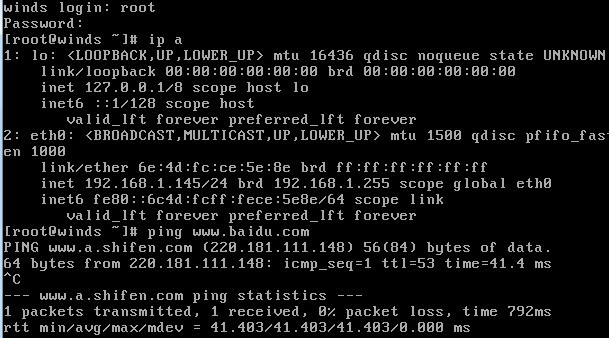 winds login: root
Password:
[root@winds ~]# ip a
1: lo: <LOOPBACK,UP,LOWER_UP> mtu 16436 qdisc noqueue state UNKNOWN
link/loopback 00:00:00:00:00:00 brd 00:00:00:00:00:00
inet 127.0.0.1/8 scope host lo
inet6 ::1/128 scope host
valid_lft forever preferred_lft forever
2: eth0: <BROADCAST,MULTICAST,UP,LOWER_UP> mtu 1500 qdisc pfifo_fas
en 1000
link/ether 6e:4d:fc:ce:5e:8e brd ff:ff:ff:ff:ff:ff
inet 192.168.1.145/24 brd 192.168.1.255 scope global eth0
inet6 fe80::6c4d:fcff:fece:5e8e/64 scope link
valid_lft forever preferred_lft forever
[root@winds ~]# ping www.baidu.com
PING www.a.shifen.com (220.181.111.148) 56(84) bytes of data.
64 bytes from 220.181.111.148: icmp_seq=1 ttl=53 time=41.4 ms
^C
--- www.a.shifen.com ping statistics ---
1 packets transmitted, 1 received, 0% packet loss, time 792ms
rtt min/avg/max/mdev = 41.403/41.403/41.403/0.000 ms